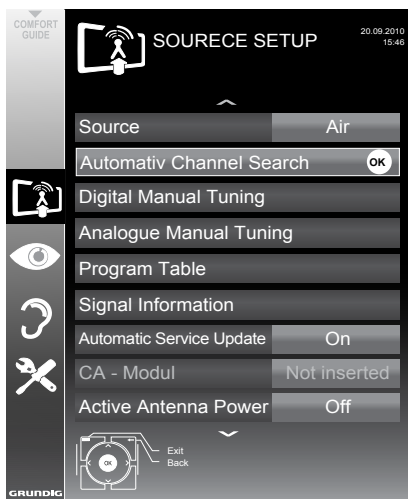 COMFORT
GUIDE
SOURECE SETUP
20.09.2010
15:46
Source Air
Automativ Channel Search OK
Digital Manual Tuning
Analogue Manual Tuning
Program Table
Signal Information
Automatic Service Update On
CA - Modul Not inserted
Active Antenna Power Off
Exit
OK Back
GRUNDIG